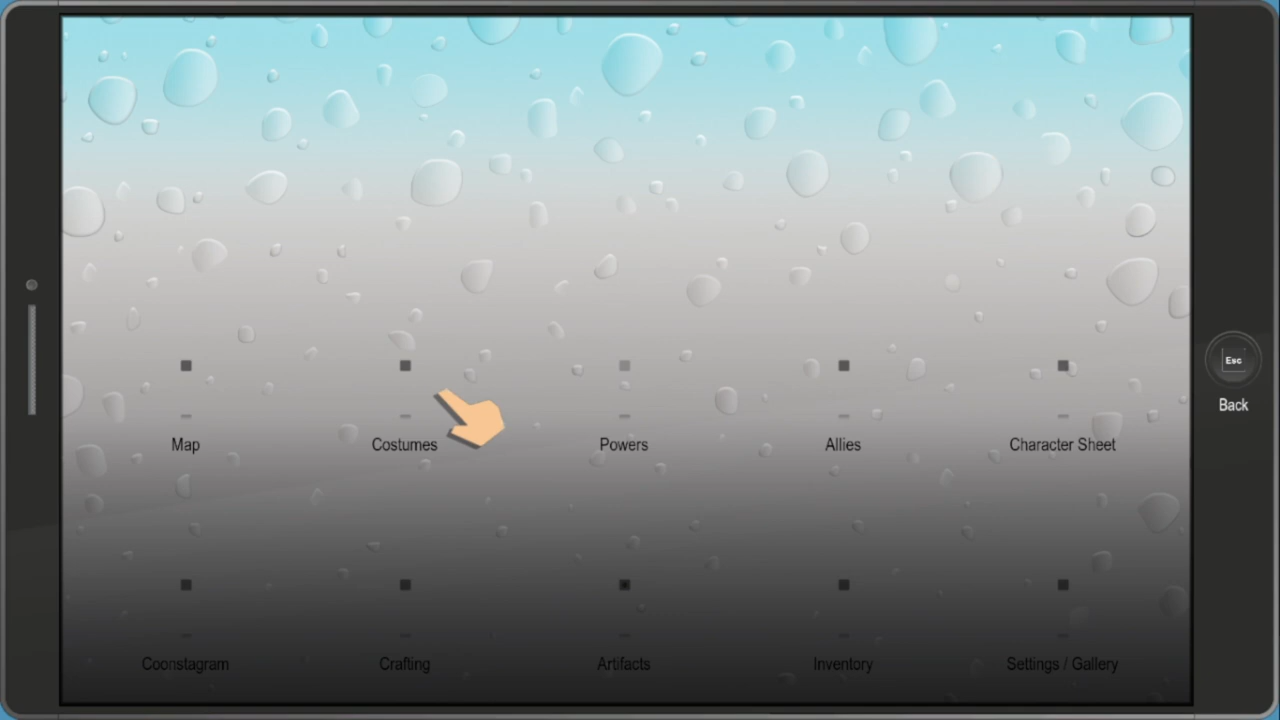 Esc
Back
Map
Costumes
Powers
Allies
Character Sheet
Coonstagram
Crafting
Artifacts
Inventory
Settings / Gallery